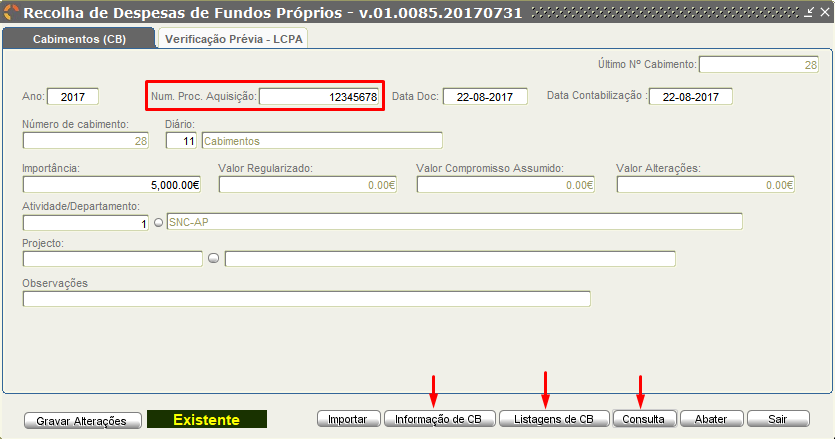 Recolha de Despesas de Fundos Próprios - v.01.0085.20170731
Cabimentos (CB) Verificação Prévia - LCPA
Último Nº Cabimento: 28
Ano: 2017 Num. Proc. Aquisição: 12345678 Data Doc: 22-08-2017 Data Contabilização : 22-08-2017
Número de cabimento: Diário:
28 11 Cabimentos
Importância: Valor Regularizado: Valor Compromisso Assumido: Valor Alterações:
5,000.00€ 0.00€ 0.00€ 0.00€
Atividade/Departamento:
1 SNC-AP
Projecto:
Observações
Gravar Alterações Existente Importar Informação de CB Listagens de CB Consulta Abater Sair